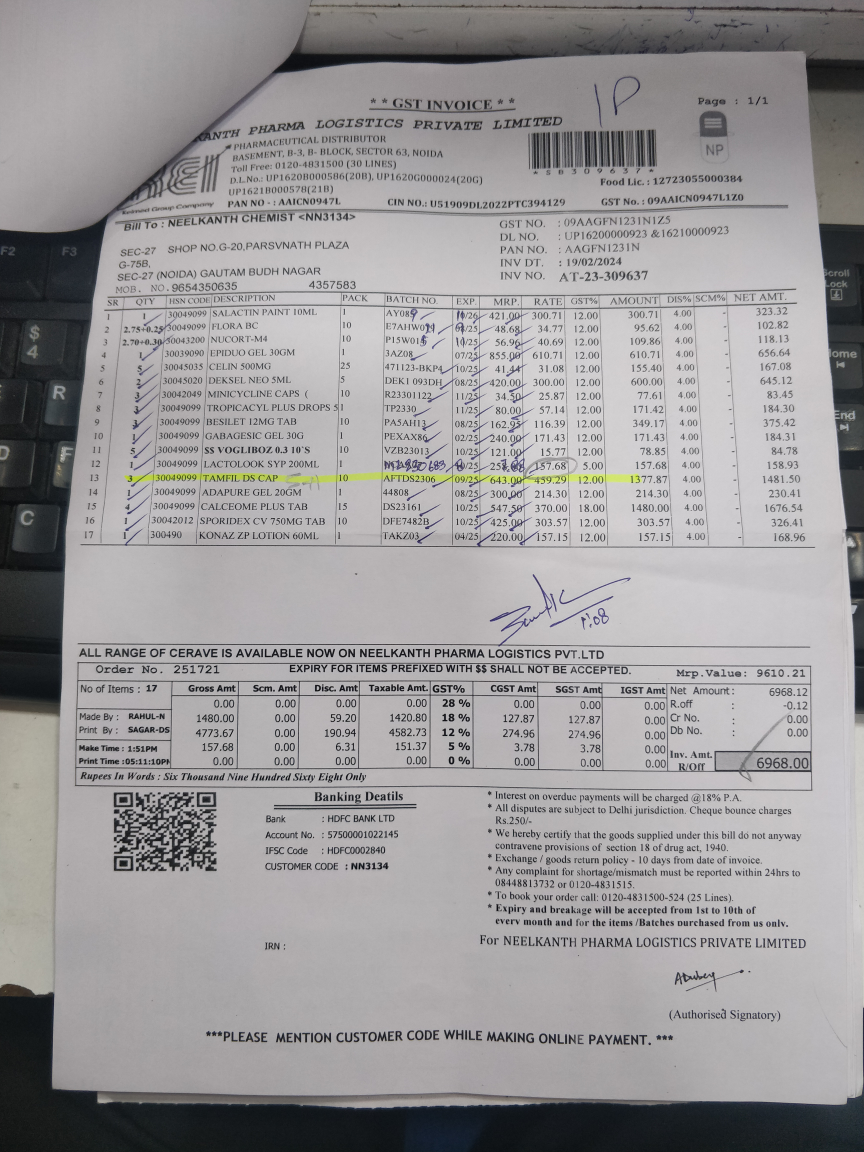 ** GST INVOICE **
Page : 1/1
IP
KANTH PHARMA LOGISTICS PRIVATE LIMITED
PHARMACEUTICAL DISTRIBUTOR
BASEMENT, B-3, B- BLOCK, SECTOR 63, NOIDA
Toll Free: 0120-4831500 (30 LINES)
D.L.No.: UP1620B000586(20B), UP1620G000024(20G)
UP1621B000578(21B)
PAN NO - : AAICN0947L
CIN NO.: U51909DL2022PTC394129
*SB309637*
NP
Food Lic. : 12723055000384
GST No. : 09AAICN0947L1Z0
Group Company
Bill To : NEELKANTH CHEMIST <NN3134>
SEC-27 SHOP NO.G-20,PARSVNATH PLAZA
G-75B,
SEC-27 (NOIDA) GAUTAM BUDH NAGAR
MOB. NO. 9654350635 4357583
GST NO. : 09AAGFN1231N1Z5
DL NO. : UP16200000923 &16210000923
PAN NO. : AAGFN1231N
INV DT. : 19/02/2024
INV NO. AT-23-309637
SR QTY HSN CODE DESCRIPTION PACK BATCH NO. EXP. MRP. RATE GST% AMOUNT DIS% SCM% NET AMT.
1 1 30049099 SALACTIN PAINT 10ML 1 AY089 10/26 421.00 300.71 12.00 300.71 4.00 - 323.32
2 2.75+0.25 30049099 FLORA BC 10 48.68 34.77 12.00 95.62 4.00 - 102.82
3 2.70+0.30 30043200 NUCORT-M4 10 P15W015 56.96 40.69 12.00 109.86 4.00 - 118.13
4 1 30039090 EPIDUO GEL 30GM 1 3AZ08 07/25 855.00 610.71 12.00 610.71 4.00 - 656.64
5 5 30045035 CELIN 500MG 25 471123-BKP4 10/25 41.44 31.08 12.00 155.40 4.00 - 167.08
6 2 30045020 DEKSEL NEO 5ML 5 DEK1 093DH 08/25 420.00 300.00 12.00 600.00 4.00 - 645.12
7 3 30042049 MINICYCLINE CAPS ( 10 R23301122 11/25 34.50 25.87 12.00 77.61 4.00 - 83.45
8 3 30049099 TROPICACYL PLUS DROPS 5 1 TP2330 11/25 80.00 57.14 12.00 171.42 4.00 - 184.30
9 3 30049099 BESILET 12MG TAB 10 PA5AH13 08/25 162.95 116.39 12.00 349.17 4.00 - 375.42
10 1 30049099 GABAGESIC GEL 30G 1 PEXAX86 02/25 240.00 171.43 12.00 171.43 4.00 - 184.31
11 5 30049099 $$ VOGLIBOZ 0.3 10'S 10 VZB23013 10/25 121.00 15.77 12.00 78.85 4.00 - 84.78
12 1 30049099 LACTOLOOK SYP 200ML 1 157.68 5.00 157.68 4.00 - 158.93
13 3 30049099 TAMFIL DS CAP 10 AFTDS2306 09/25 643.00 459.29 12.00 1377.87 4.00 - 1481.50
14 1 30049099 ADAPURE GEL 20GM 1 44808 08/25 300.00 214.30 12.00 214.30 4.00 - 230.41
15 4 30049099 CALCEOME PLUS TAB 15 DS23161 10/25 547.50 370.00 18.00 1480.00 4.00 - 1676.54
16 1 30042012 SPORIDEX CV 750MG TAB 10 DFE7482B 10/25 425.00 303.57 12.00 303.57 4.00 - 326.41
17 1 300490 KONAZ ZP LOTION 60ML 1 TAKZ03 04/25 220.00 157.15 12.00 157.15 4.00 - 168.96
ALL RANGE OF CERAVE IS AVAILABLE NOW ON NEELKANTH PHARMA LOGISTICS PVT.LTD
Order No. 251721 EXPIRY FOR ITEMS PREFIXED WITH $$ SHALL NOT BE ACCEPTED. Mrp.Value: 9610.21
No of Items : 17 Gross Amt Scm. Amt Disc. Amt Taxable. Amt GST% CGST Amt SGST Amt IGST Amt
0.00 0.00 0.00 0.00 28 % 0.00 0.00 0.00
Made By : RAHUL-N 1480.00 0.00 59.20 1420.80 18 % 127.87 127.87 0.00
Print By : SAGAR-DS 4773.67 0.00 190.94 4582.73 12 % 274.96 274.96 0.00
Make Time : 1:51PM 157.68 0.00 6.31 151.37 5 % 3.78 3.78 0.00
Print Time :05:11:10PM 0.00 0.00 0.00 0.00 0 % 0.00 0.00 0.00
Net Amount : 6968.12
R.off : -0.12
Cr No. : 0.00
Db No. : 0.00
Inv. Amt. R/Off 6968.00
Rupees In Words : Six Thousand Nine Hundred Sixty Eight Only
Banking Deatils
Bank : HDFC BANK LTD
Account No. : 57500001022145
IFSC Code : HDFC0002840
CUSTOMER CODE : NN3134
IRN :
* Interest on overdue payments will be charged @18% P.A.
* All disputes are subject to Delhi jurisdiction. Cheque bounce charges
Rs.250/-
* We hereby certify that the goods supplied under this bill do not anyway
contravene provisions of section 18 of drug act, 1940.
* Exchange / goods return policy - 10 days from date of invoice.
* Any complaint for shortage/mismatch must be reported within 24hrs to
08448813732 or 0120-4831515.
* To book your order call: 0120-4831500-524 (25 Lines).
* Expiry and breakage will be accepted from 1st to 10th of
every month and for the items /Batches purchased from us only.
For NEELKANTH PHARMA LOGISTICS PRIVATE LIMITED
(Authorised Signatory)
***PLEASE MENTION CUSTOMER CODE WHILE MAKING ONLINE PAYMENT. ***
F2
F3
$
4
R
D
F
C
Scroll
Lock
Home
End